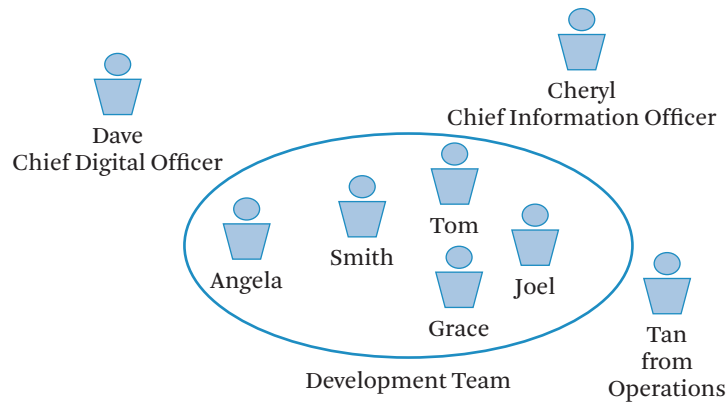 Cheryl
Chief Information Officer
Dave
Chief Digital Officer
Tom
Smith
Angela
Joel
Grace
Tan
from
Operations
Development Team